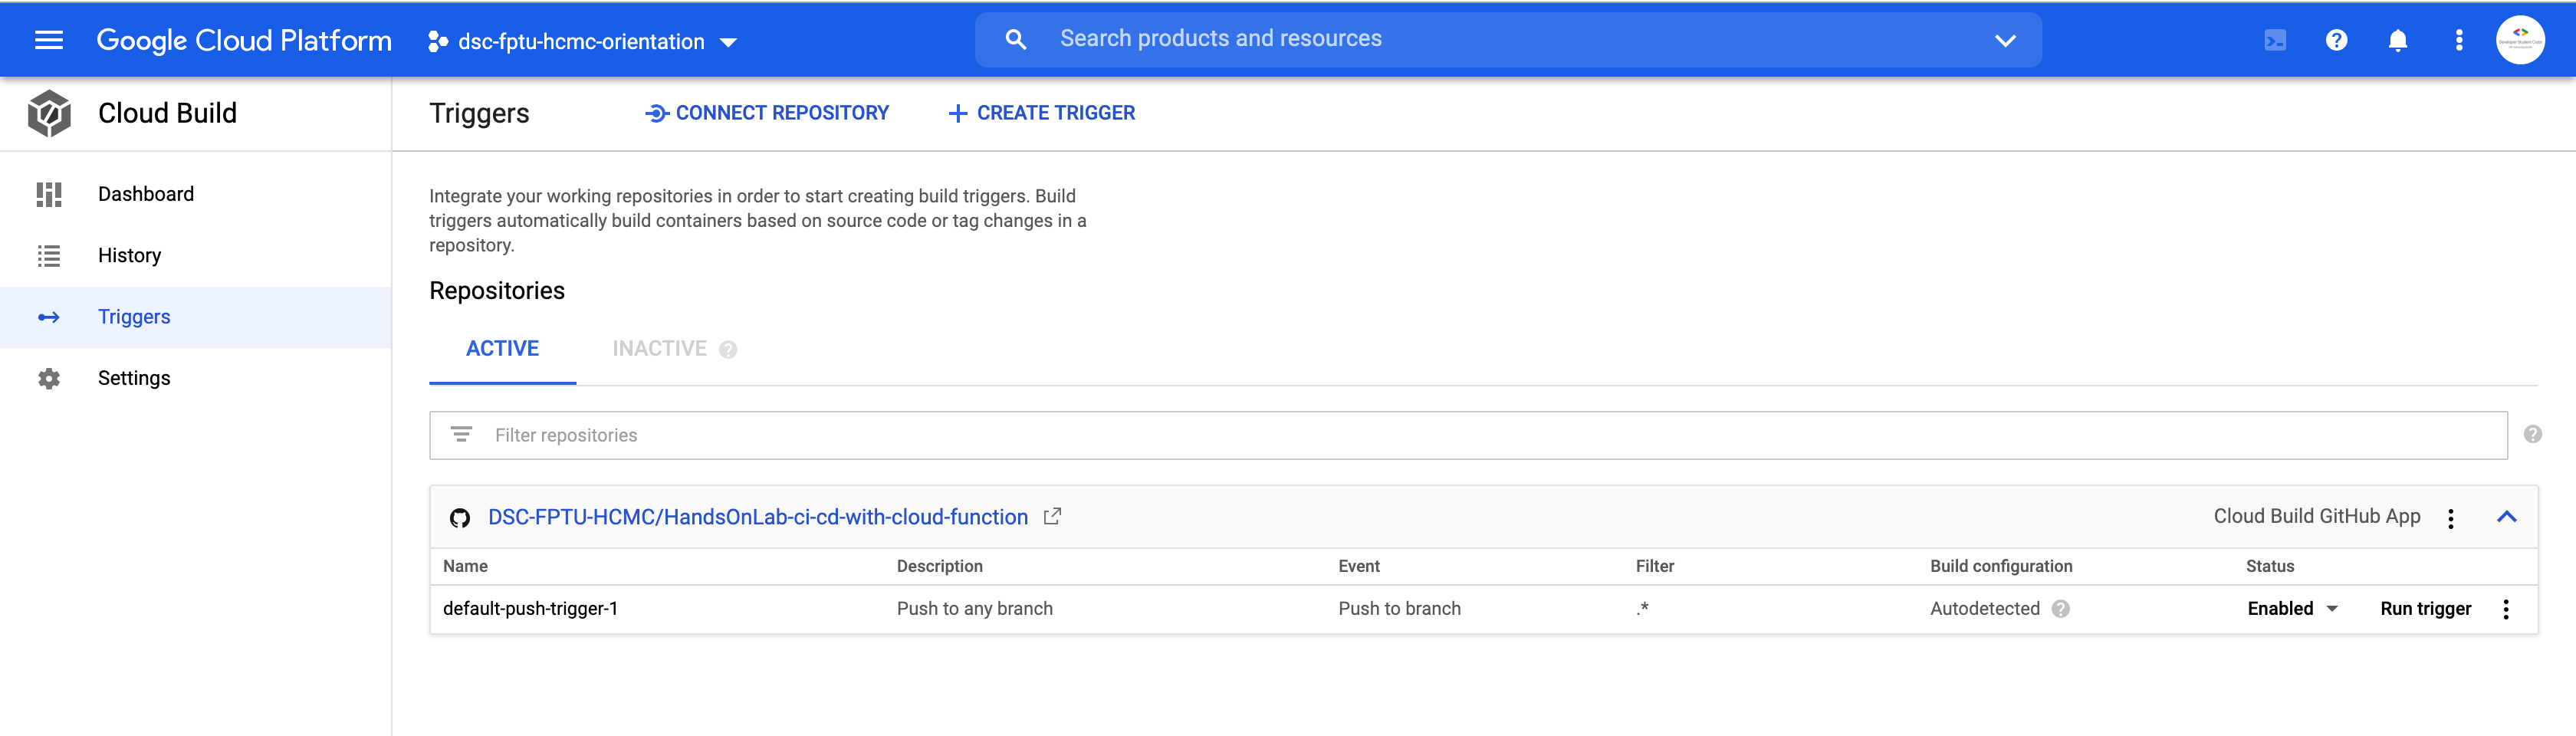 Google Cloud Platform
dsc-fptu-hcmc-orientation
Search products and resources
Cloud Build
Triggers
CONNECT REPOSITORY
CREATE TRIGGER
Dashboard
History
Triggers
Settings
Integrate your working repositories in order to start creating build triggers. Build
triggers automatically build containers based on source code or tag changes in a
repository.
Repositories
ACTIVE
INACTIVE
Filter repositories
DSC-FPTU-HCMC/HandsOnLab-ci-cd-with-cloud-function
Cloud Build GitHub App
Name Description Event Filter Build configuration Status
default-push-trigger-1 Push to any branch Push to branch .* Autodetected Enabled Run trigger